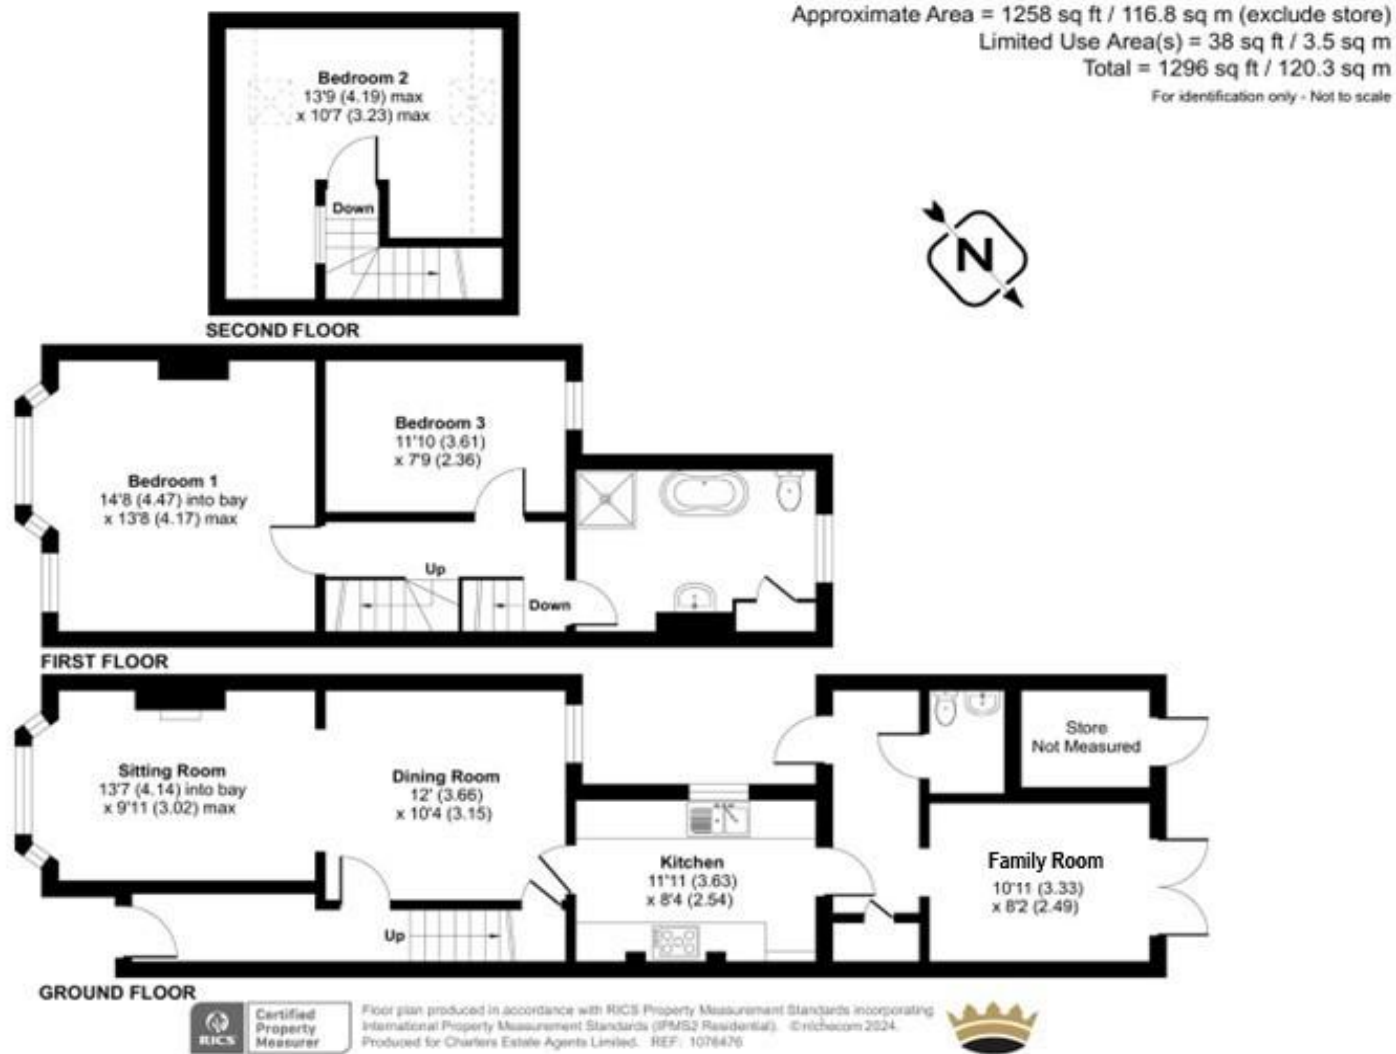 Approximate Area = 1258 sq ft / 116.8 sq m (exclude store)
Limited Use Area(s) = 38 sq ft / 3.5 sq m
Total = 1296 sq ft / 120.3 sq m
For identification only - Not to scale
Bedroom 2
13'9 (4.19) max
x 10'7 (3.23) max
Down
N
SECOND FLOOR
Bedroom 3
11'10 (3.61)
x 7'9 (2.36)
Bedroom 1
14'8 (4.47) into bay
x 13'8 (4.17) max
Up
Down
FIRST FLOOR
Store
Not Measured
Sitting Room
13'7 (4.14) into bay
x 9'11 (3.02) max
Dining Room
12' (3.66)
x 10'4 (3.15)
Kitchen
11'11 (3.63)
x 8'4 (2.54)
Family Room
10'11 (3.33)
x 8'2 (2.49)
Up
GROUND FLOOR
RICS
Certified
Property
Measurer
Floor plan produced in accordance with RICS Property Measurement Standards incorporating
International Property Measurement Standards (IPMS2 Residential). ©nichecom 2024.
Produced for Charters Estate Agents Limited. REF: 1076476